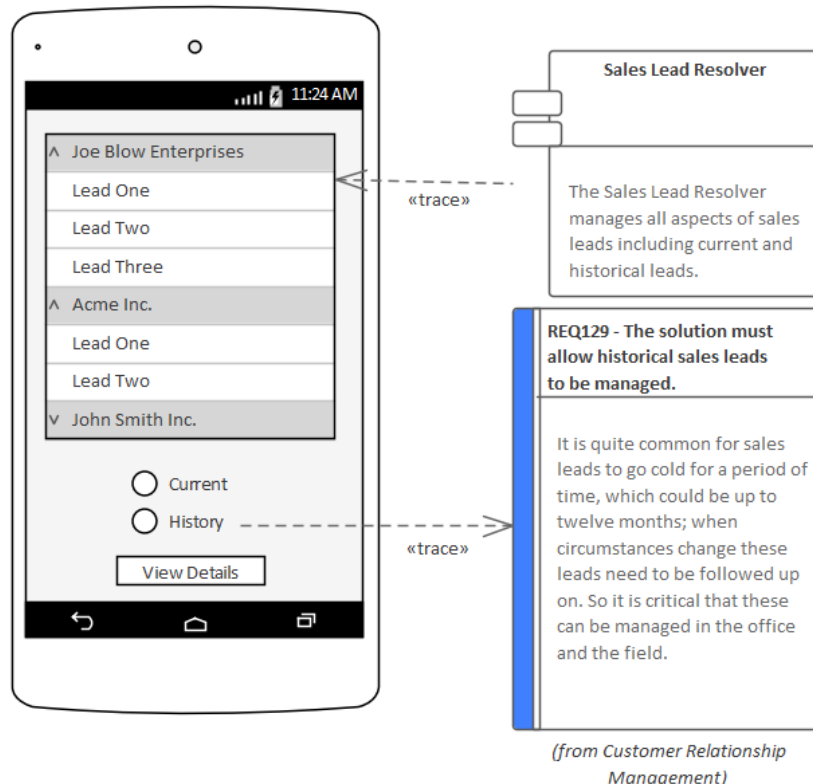 11:24 AM
Joe Blow Enterprises
Lead One
Lead Two
Lead Three
Acme Inc.
Lead One
Lead Two
John Smith Inc.
Current
History
View Details
«trace»
«trace»
Sales Lead Resolver
The Sales Lead Resolver
manages all aspects of sales
leads including current and
historical leads.
REQ129 - The solution must
allow historical sales leads
to be managed.
It is quite common for sales
leads to go cold for a period of
time, which could be up to
twelve months; when
circumstances change these
leads need to be followed up
on. So it is critical that these
can be managed in the office
and the field.
(from Customer Relationship
Management)